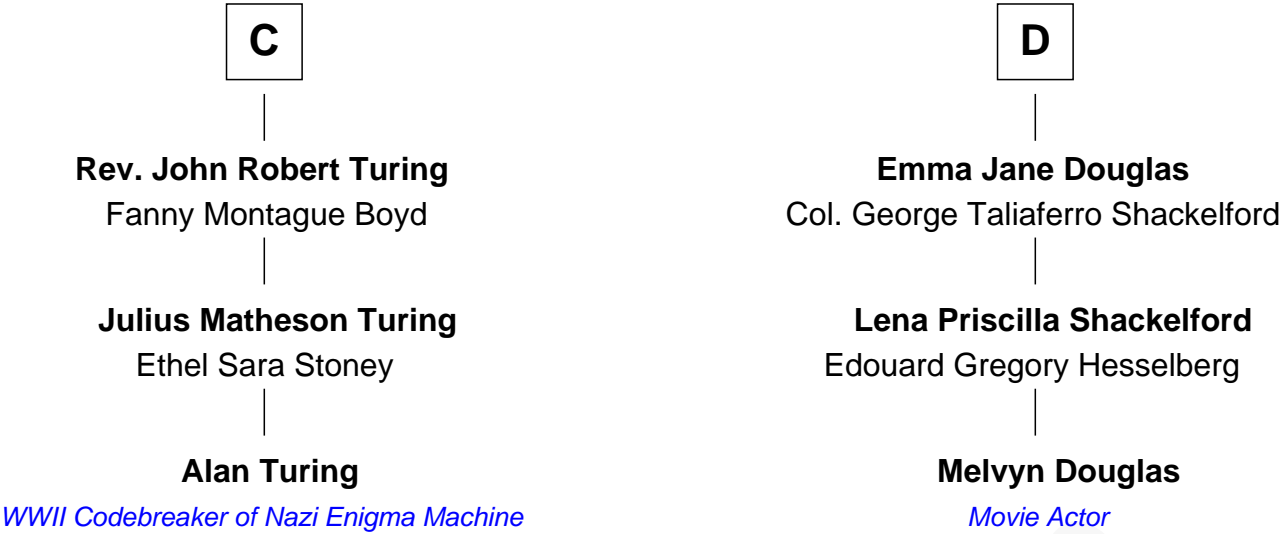 C
Rev. John Robert Turing
Fanny Montague Boyd
Julius Matheson Turing
Ethel Sara Stoney
Alan Turing
WWII Codebreaker of Nazi Enigma Machine
D
Emma Jane Douglas
Col. George Taliaferro Shackelford
Lena Priscilla Shackelford
Edouard Gregory Hesselberg
Melvyn Douglas
Movie Actor